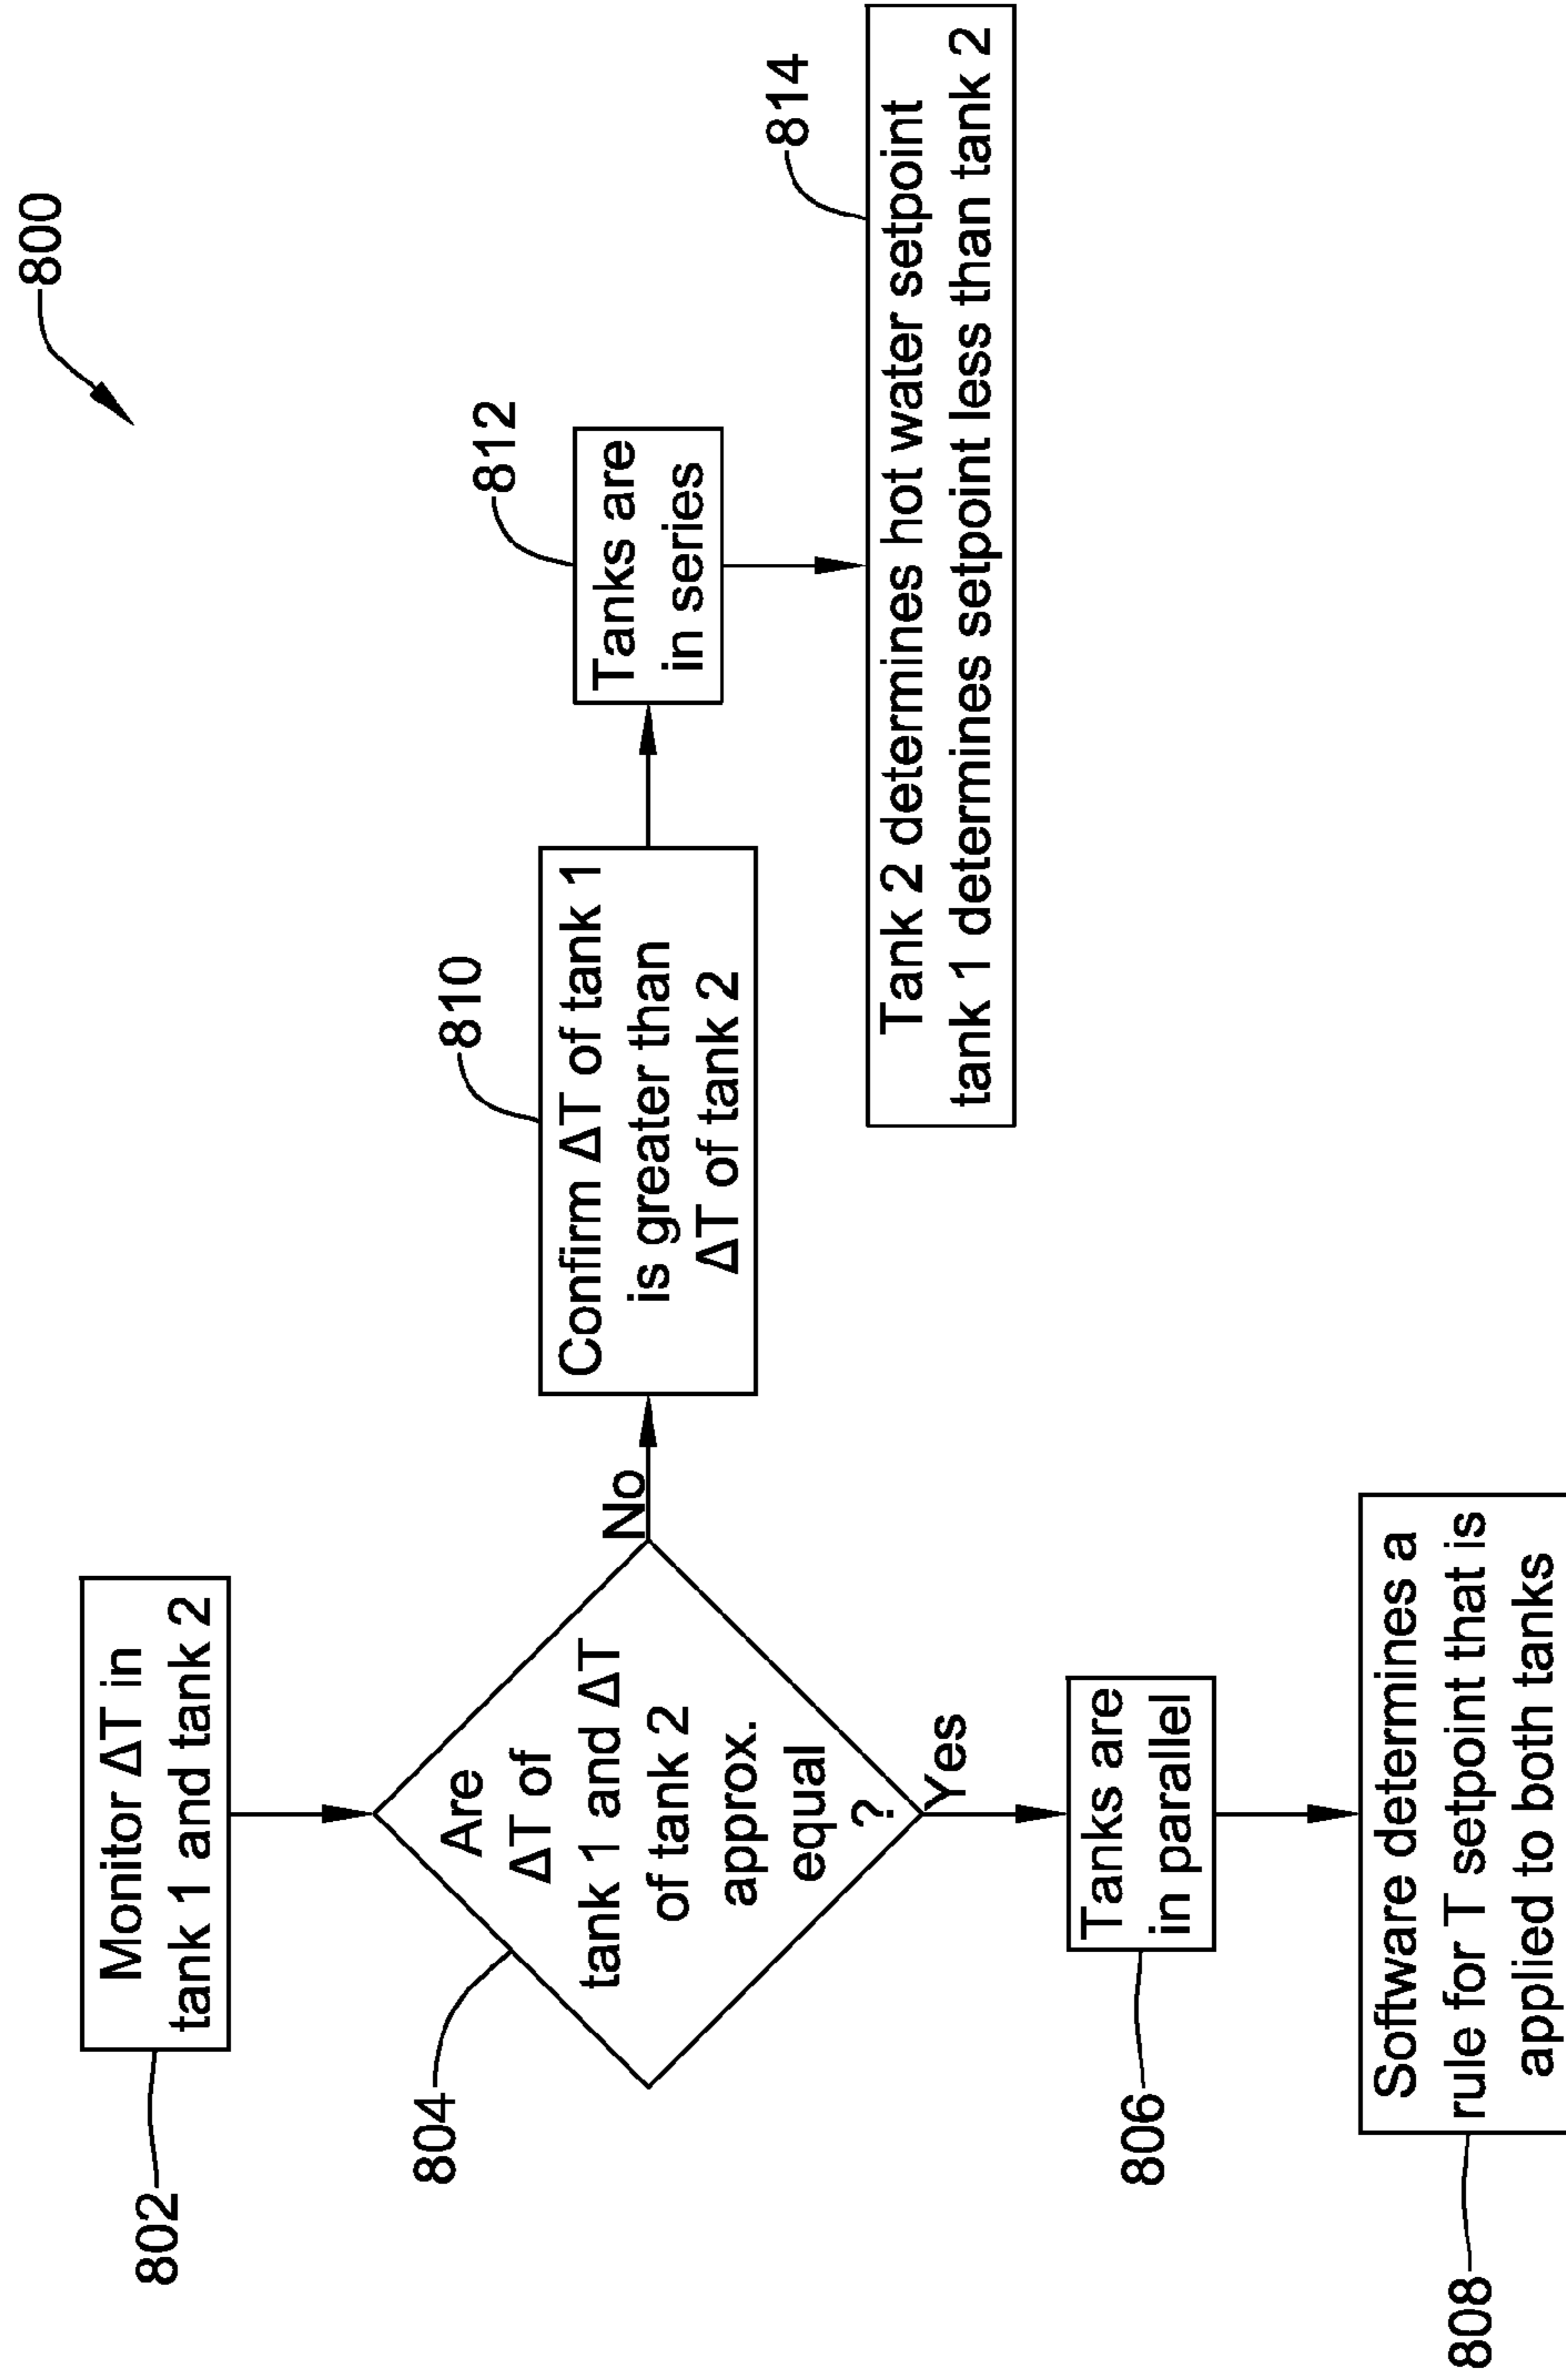 800
802
Monitor ΔT in
tank 1 and tank 2
804
Are
ΔT of
tank 1 and ΔT
of tank 2
approx.
equal
?
No
Yes
806
Tanks are
in parallel
808
Software determines a
rule for T setpoint that is
applied to both tanks
810
Confirm ΔT of tank 1
is greater than
ΔT of tank 2
812
Tanks are
in series
814
Tank 2 determines hot water setpoint
tank 1 determines setpoint less than tank 2